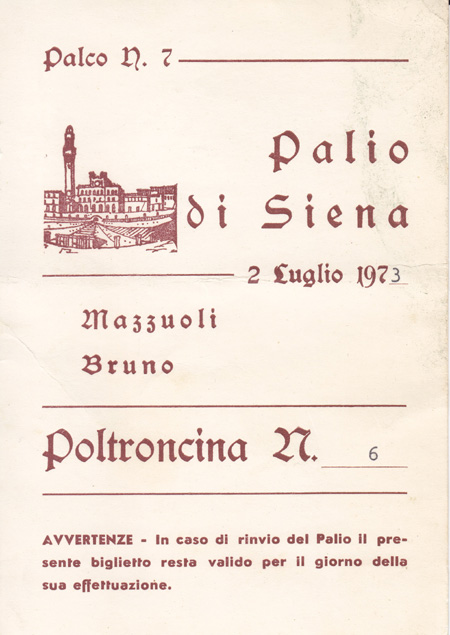 Palco N. 7
Palio
di Siena
2 Luglio 1973
Mazzuoli
Bruno
Poltroncina N. 6
AVVERTENZE - In caso di rinvio del Palio il pre-
sente biglietto resta valido per il giorno della
sua effettuazione.